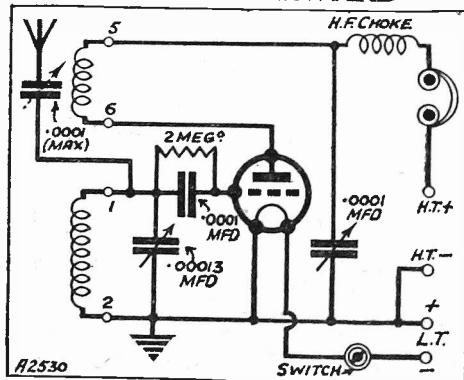 5
H.F. CHOKE
.0001
(MAX)
6
2 MEGΩ
1
.0001
MFD
.0001
MFD
H.T.+
.00013
MFD
H.T.-
+
2
L.T.
-
SWITCH
A2530